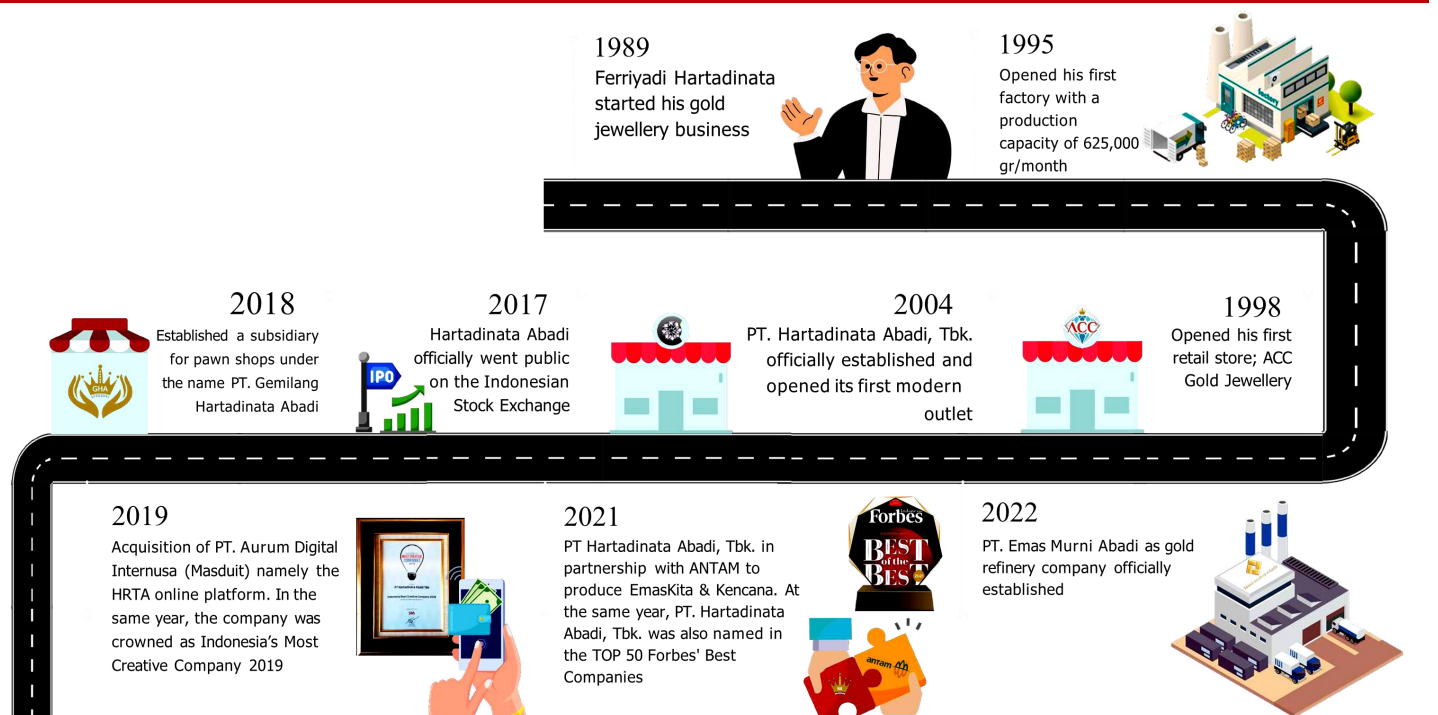 1989
Ferriyadi Hartadinata
started his gold
jewellery business
1995
Opened his first
factory with a
production
capacity of 625,000
gr/month
factory
1998
Opened his first
retail store; ACC
Gold Jewellery
ACC
2004
PT. Hartadinata Abadi, Tbk.
officially established and
opened its first modern
outlet
2017
Hartadinata Abadi
officially went public
on the Indonesian
Stock Exchange
IPO
2018
Established a subsidiary
for pawn shops under
the name PT. Gemilang
Hartadinata Abadi
GHA
2019
Acquisition of PT. Aurum Digital
Internusa (Masduit) namely the
HRTA online platform. In the
same year, the company was
crowned as Indonesia’s Most
Creative Company 2019
2021
PT Hartadinata Abadi, Tbk. in
partnership with ANTAM to
produce EmasKita & Kencana. At
the same year, PT. Hartadinata
Abadi, Tbk. was also named in
the TOP 50 Forbes' Best
Companies
Forbes
BEST
of the
BEST
antam
2022
PT. Emas Murni Abadi as gold
refinery company officially
established